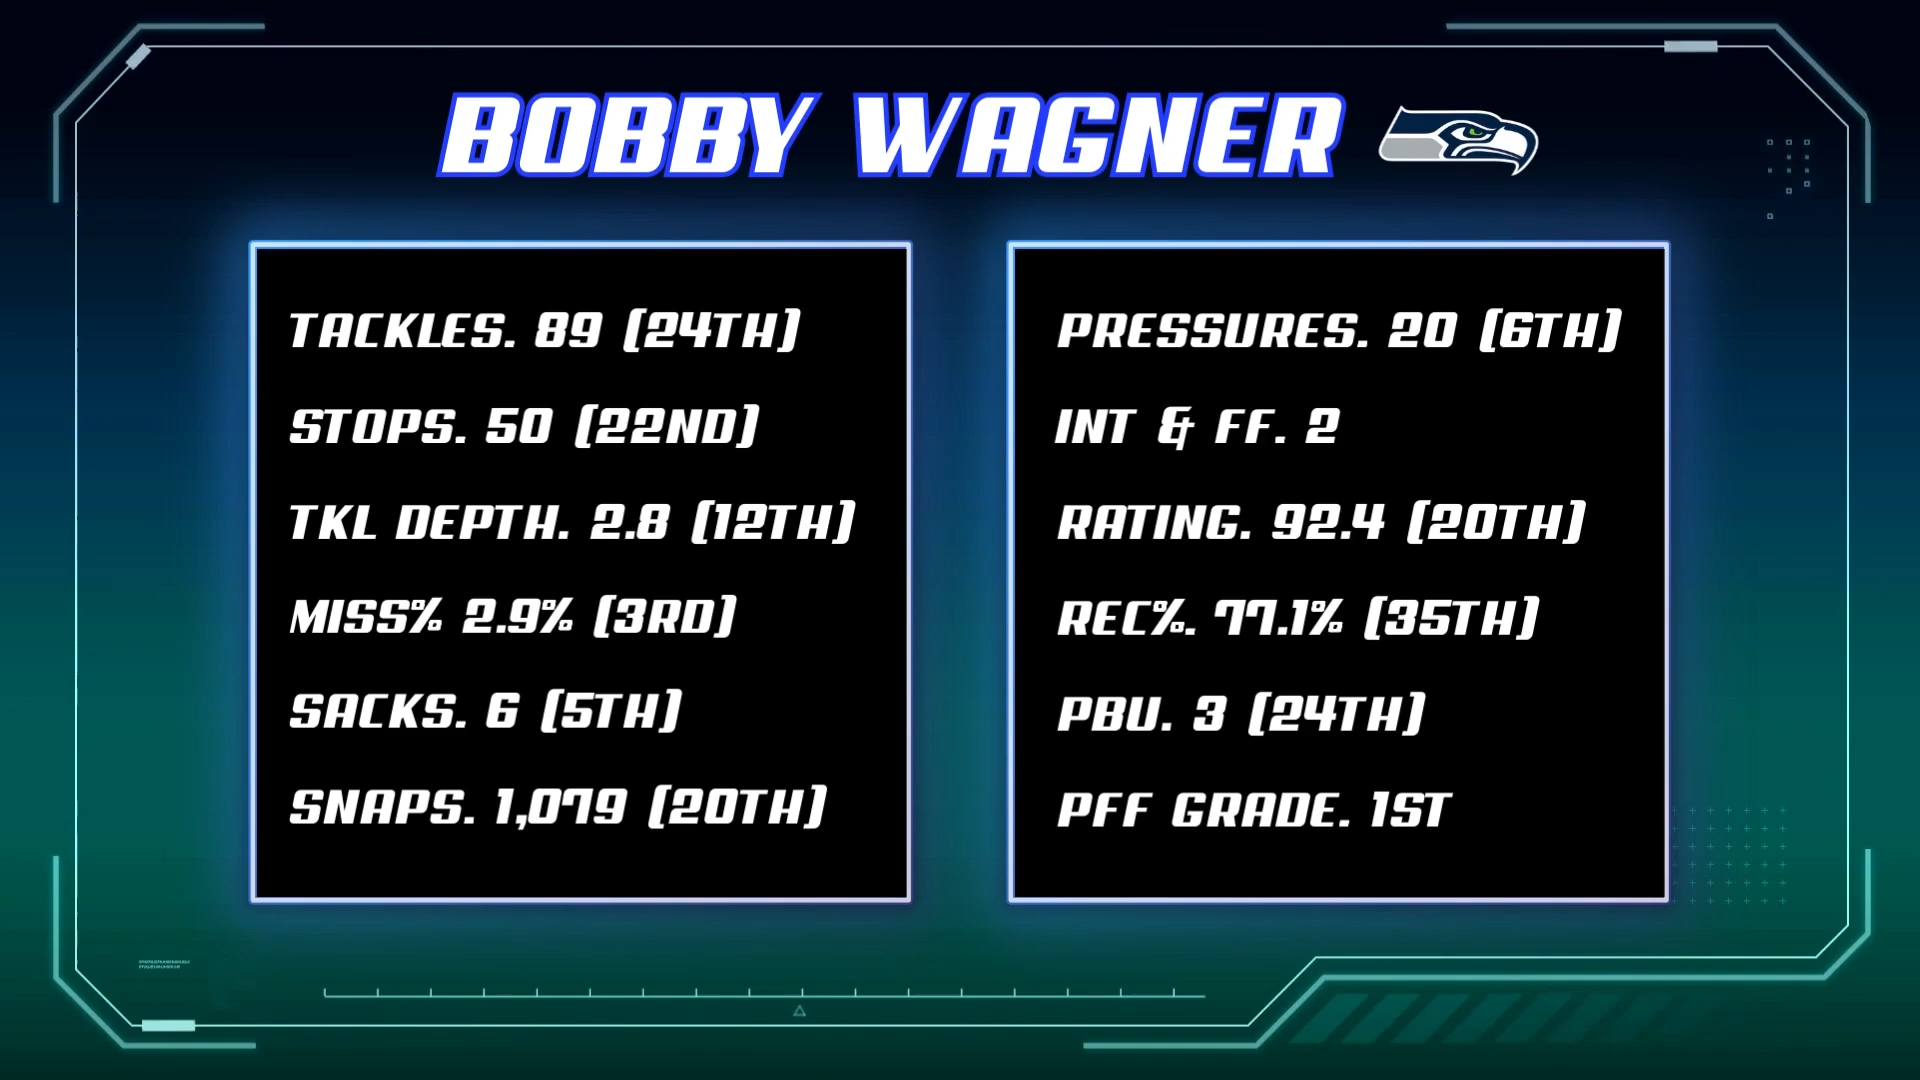 BOBBY WAGNER
TACKLES. 89 (24TH)
STOPS. 50 (22ND)
TKL DEPTH. 2.8 (12TH)
MISS% 2.9% (3RD)
SACKS. 6 (5TH)
SNAPS. 1,079 (20TH)
PRESSURES. 20 (6TH)
INT & FF. 2
RATING. 92.4 (20TH)
REC%. 77.1% (35TH)
PBU. 3 (24TH)
PFF GRADE. 1ST